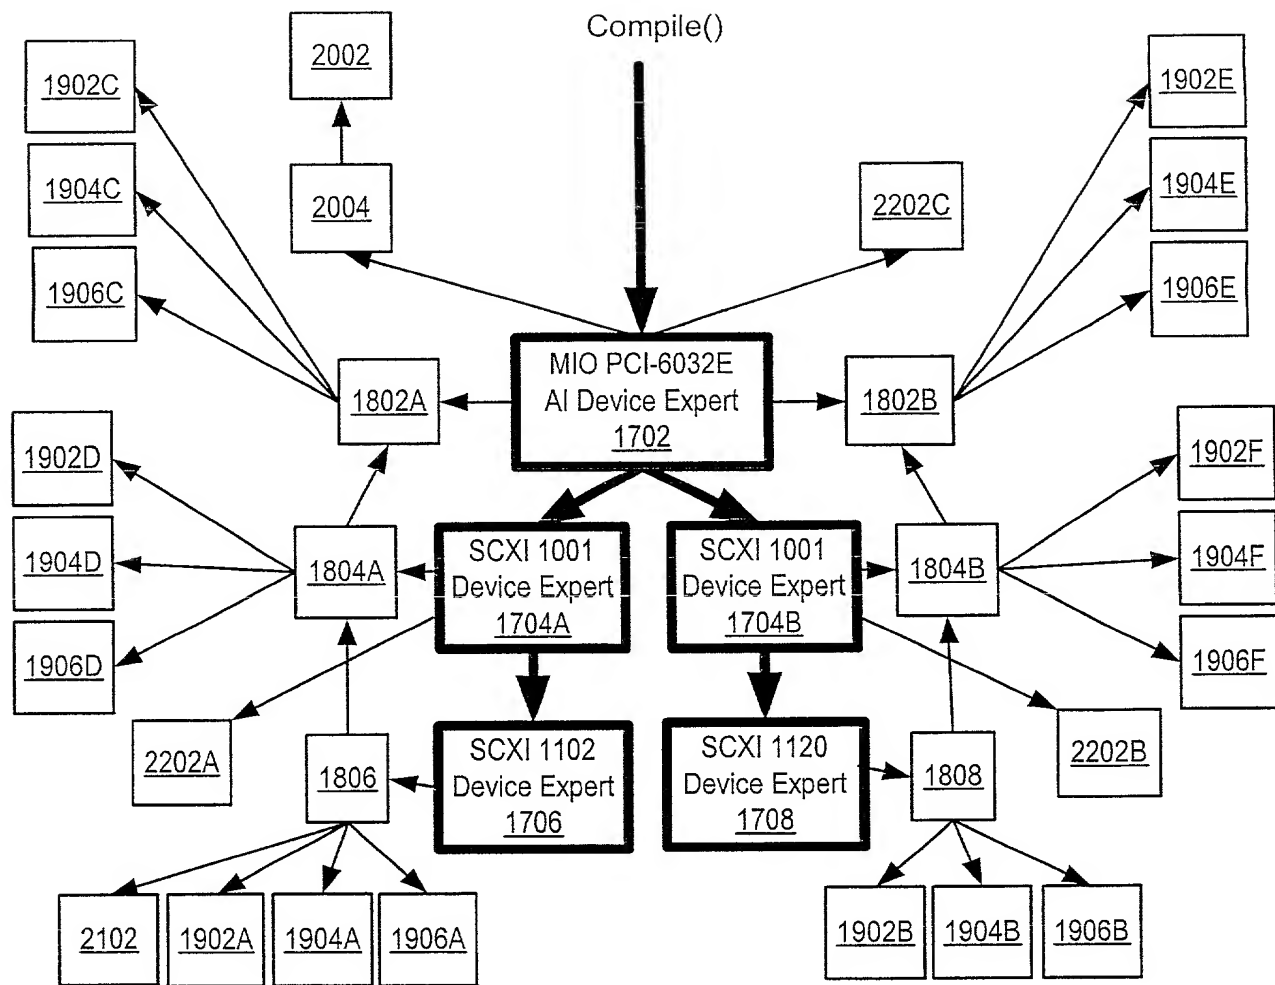 Compile()
2002
1902C
1902E
1904C
2004
2202C
1904E
1906C
1906E
MIO PCI-6032E
AI Device Expert
1702
1802A
1802B
1902D
1902F
SCXI 1001
Device Expert
1704A
SCXI 1001
Device Expert
1704B
1904D
1804A
1804B
1904F
1906D
1906F
2202A
1806
SCXI 1102
Device Expert
1706
SCXI 1120
Device Expert
1708
1808
2202B
2102
1902A
1904A
1906A
1902B
1904B
1906B